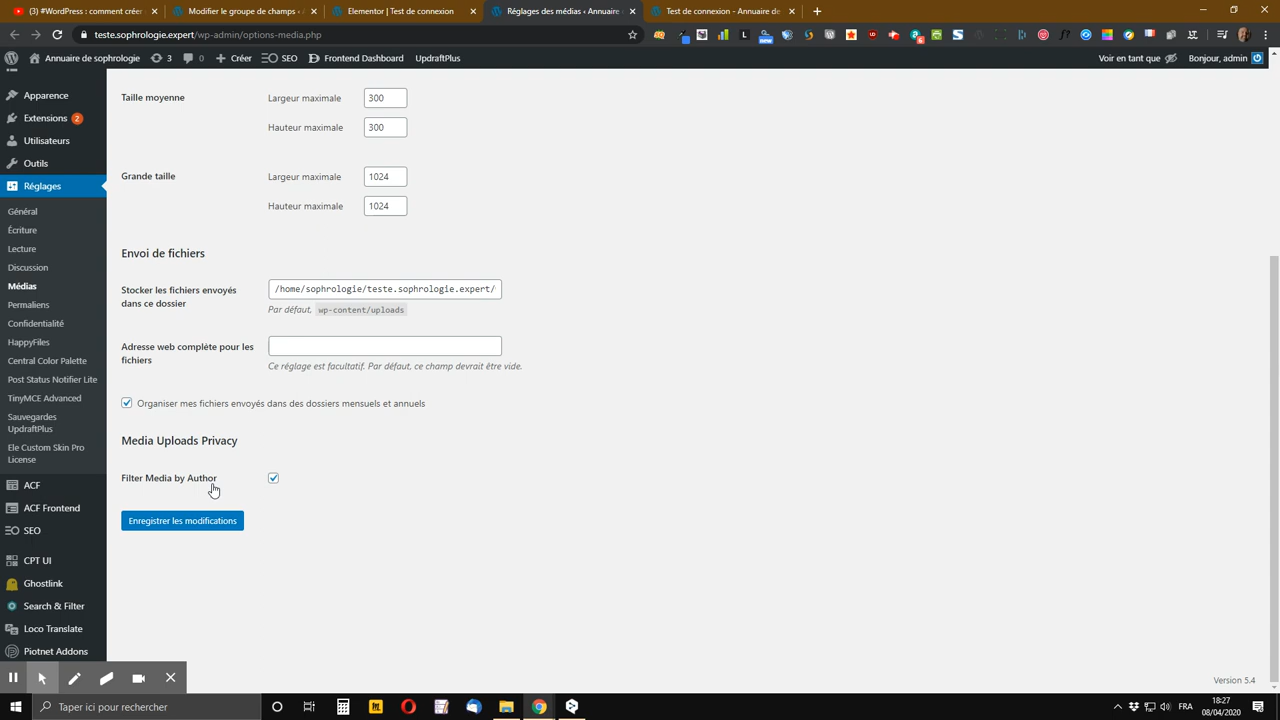 (3) #WordPress : comment crée
Modèles de formulaires ‹ Annuai
Elementor | Test de connexion
Réglages des médias ‹ Annuaire
Test de connexion - Annuaire de
teste.sophrologie.expert/wp-admin/options-media.php
Annuaire de sophrologie 3 0 Créer SEO Frontend Dashboard UpdraftPlus Voir en tant que Bonjour, admin
Apparence
Extensions 2
Utilisateurs
Outils
Réglages
Général
Écriture
Lecture
Discussion
Médias
Permaliens
Confidentialité
HappyFiles
Central Color Palette
Post Status Notifier Lite
TinyMCE Advanced
Sauvegardes
UpdraftPlus
Ele Custom Skin Pro
License
ACF
ACF Frontend
SEO
CPT UI
Ghostlink
Search & Filter
Loco Translate
Piotnet Addons
Taille moyenne
Largeur maximale 300
Hauteur maximale 300
Grande taille
Largeur maximale 1024
Hauteur maximale 1024
Envoi de fichiers
Stocker les fichiers envoyés
dans ce dossier
/home/sophrologie/teste.sophrologie.expert/
Par défaut, wp-content/uploads
Adresse web complète pour les
fichiers
Ce réglage est facultatif. Par défaut, ce champ devrait être vide.
Organiser mes fichiers envoyés dans des dossiers mensuels et annuels
Media Uploads Privacy
Filter Media by Author
Enregistrer les modifications
Version 5.4
Taper ici pour rechercher
FRA
18:27
08/04/2020